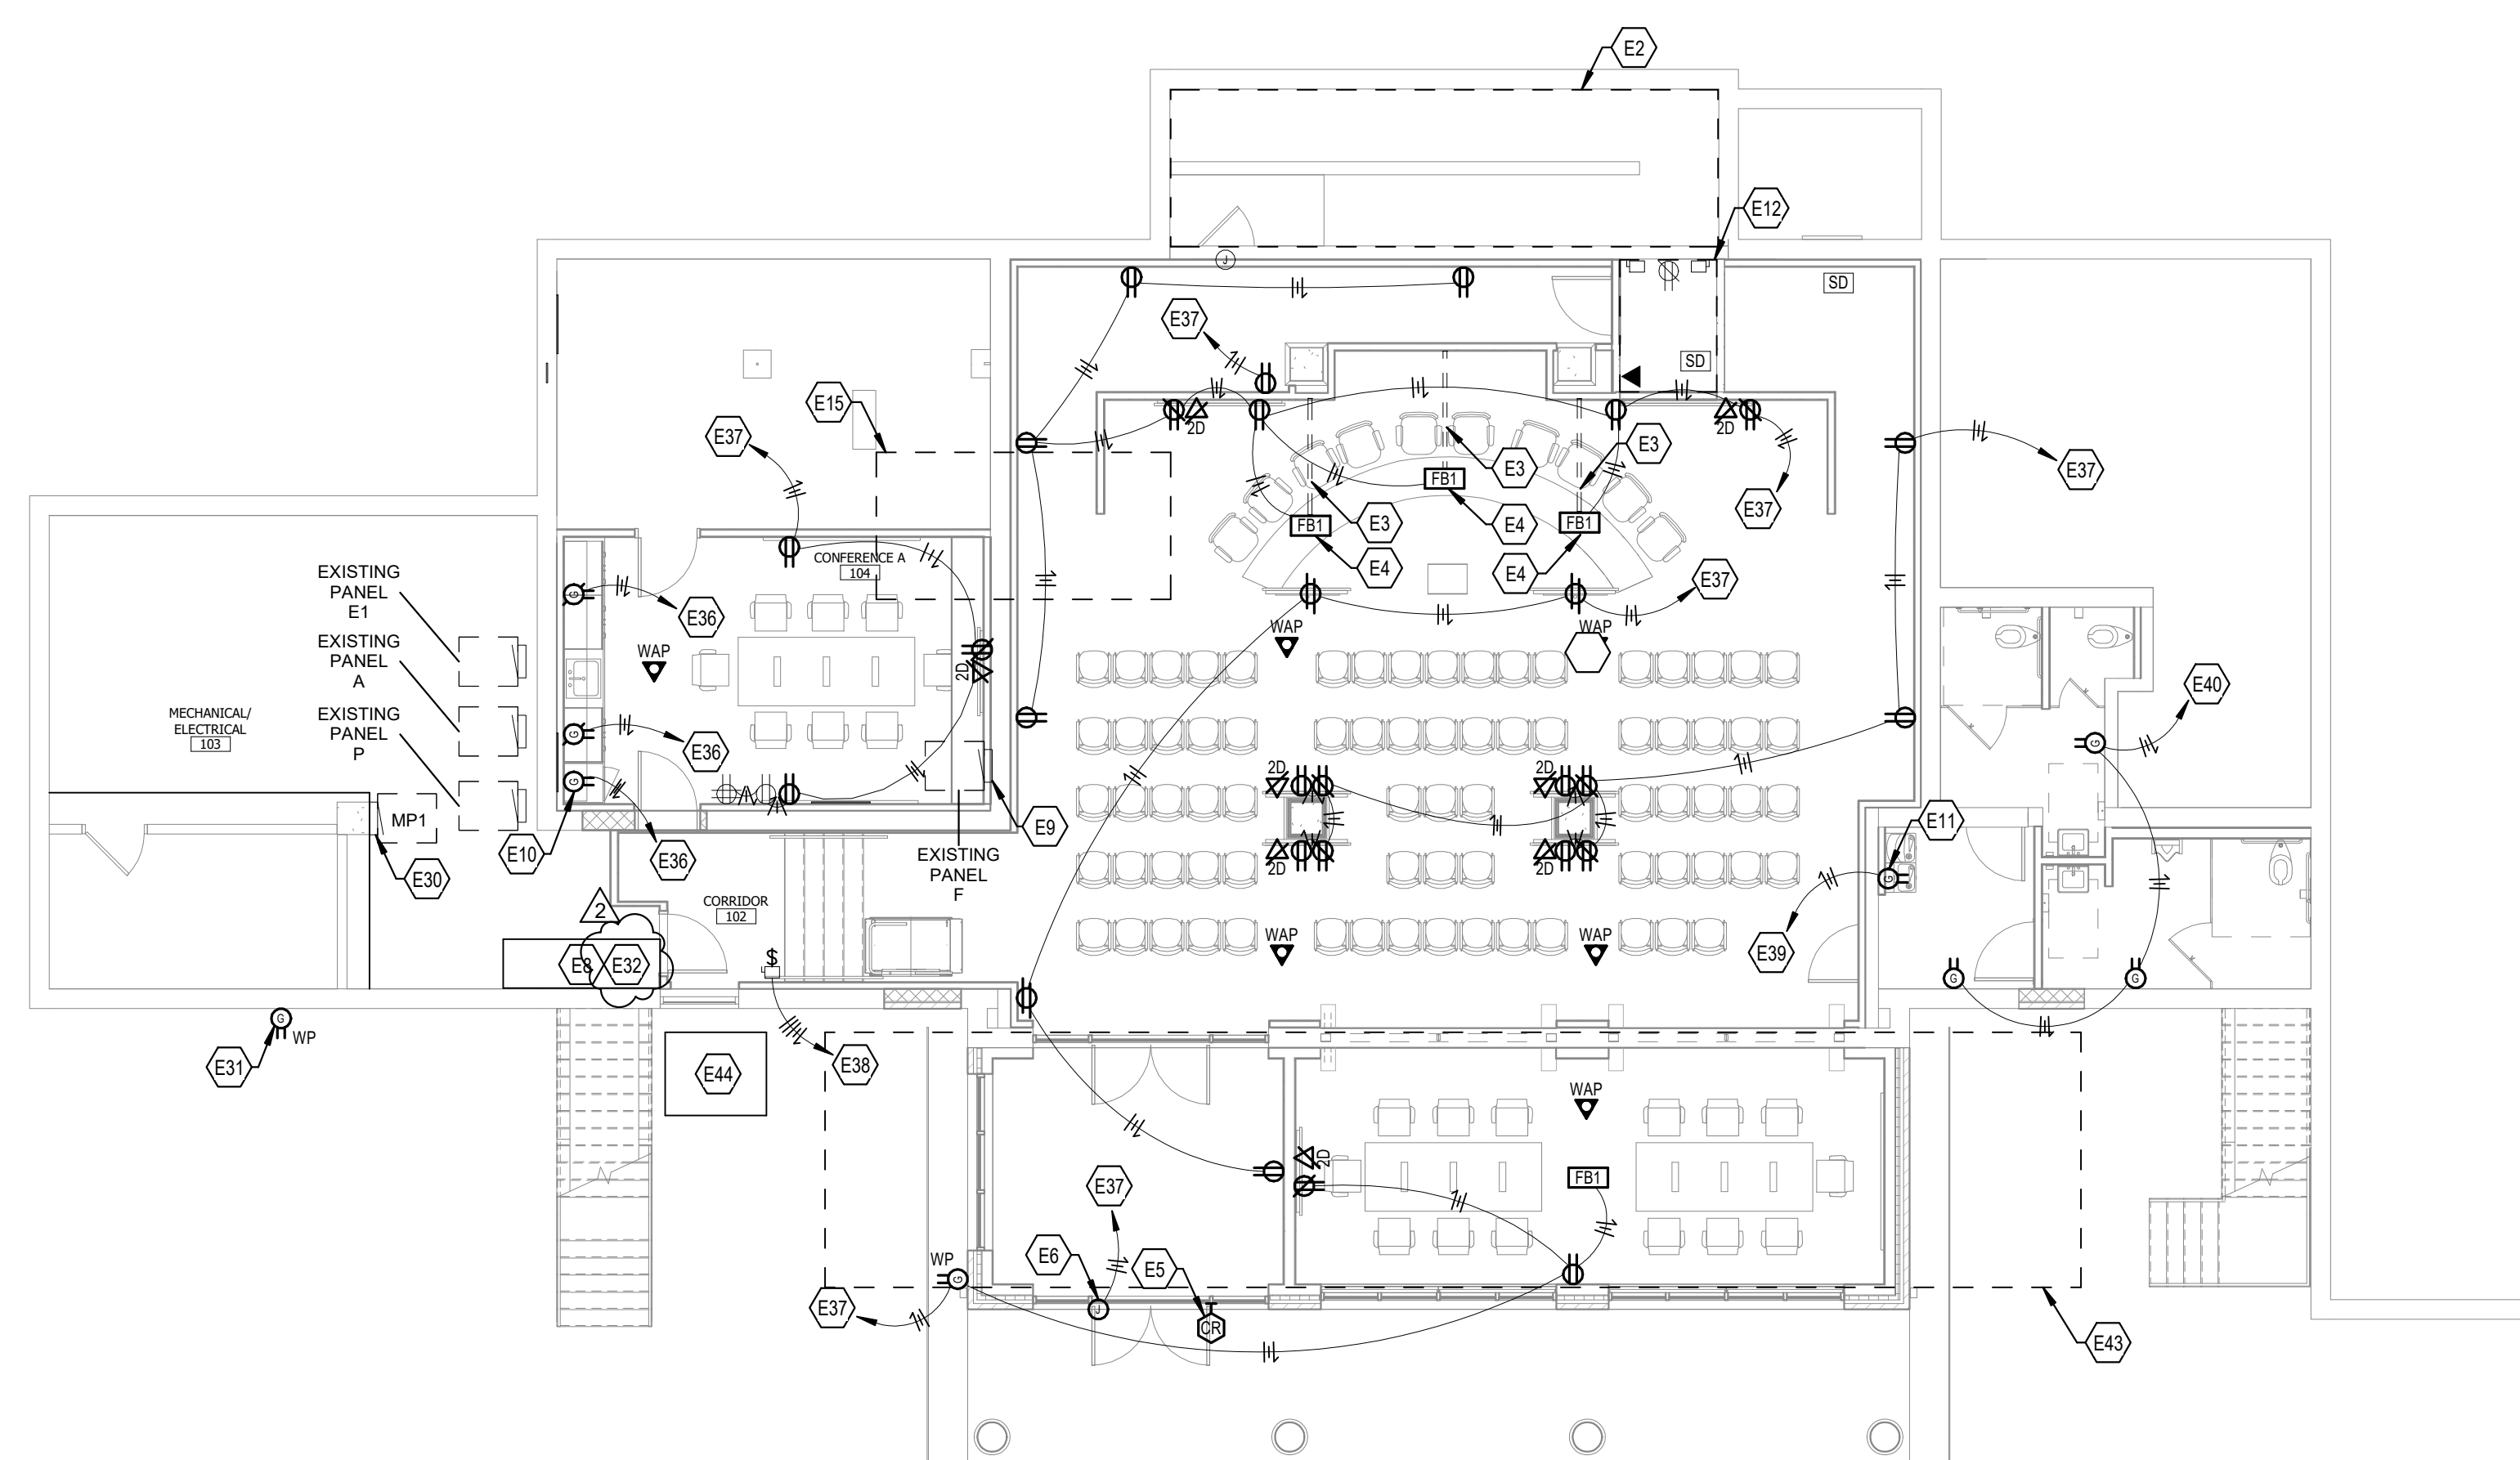 E2
E12
SD
E37
SD
E15
E37
2D
2D
E3
E3
E37
FB1
E37
FB1
E3
E4
FB1
E4
E4
CONFERENCE A
104
EXISTING
PANEL
E1
G
E36
E37
WAP
WAP
WAP
2D
EXISTING
PANEL
A
E40
EXISTING
PANEL
P
MECHANICAL/
ELECTRICAL
103
G
E36
G
2D
2D
G
MP1
E10
E36
E9
E11
E30
EXISTING
PANEL
F
2D
2D
G
CORRIDOR
102
2
E8
E32
$
WAP
WAP
E39
G
G
G
WP
E31
E44
E38
WAP
2D
E37
FB1
E6
E5
WP
G
E37
J
CR
E43
J